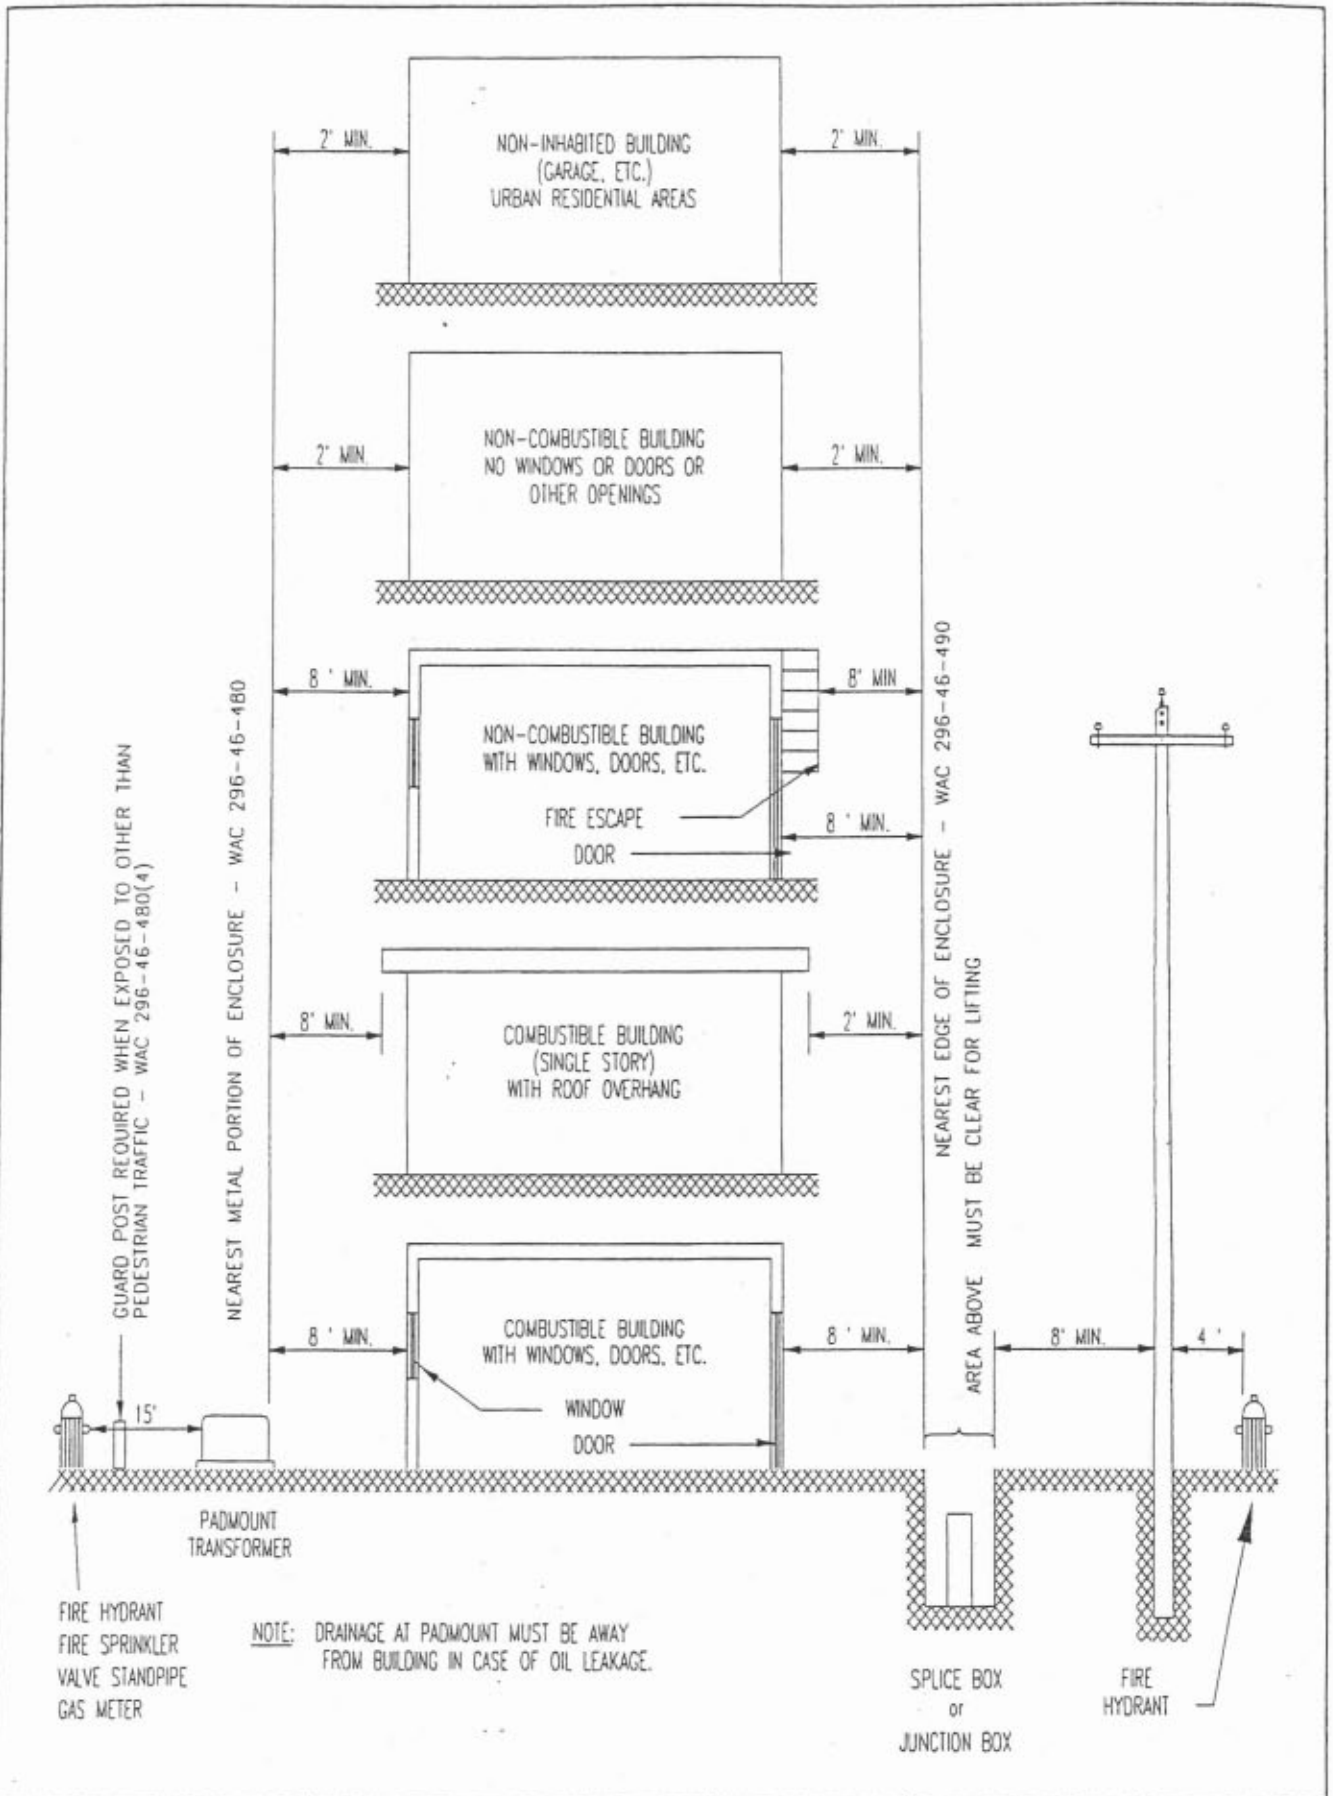 2' MIN.
NON-INHABITED BUILDING
(GARAGE, ETC.)
URBAN RESIDENTIAL AREAS
2' MIN.
2' MIN.
NON-COMBUSTIBLE BUILDING
NO WINDOWS OR DOORS OR
OTHER OPENINGS
2' MIN.
8 ' MIN.
NON-COMBUSTIBLE BUILDING
WITH WINDOWS, DOORS, ETC.
FIRE ESCAPE
DOOR
8' MIN
8 ' MIN.
8' MIN.
COMBUSTIBLE BUILDING
(SINGLE STORY)
WITH ROOF OVERHANG
2' MIN.
8 ' MIN.
COMBUSTIBLE BUILDING
WITH WINDOWS, DOORS, ETC.
WINDOW
DOOR
8 ' MIN.
8' MIN.
4 '
15'
GUARD POST REQUIRED WHEN EXPOSED TO OTHER THAN
PEDESTRIAN TRAFFIC - WAC 296-46-480(4)
NEAREST METAL PORTION OF ENCLOSURE - WAC 296-46-480
NEAREST EDGE OF ENCLOSURE - WAC 296-46-490
AREA ABOVE MUST BE CLEAR FOR LIFTING
PADMOUNT
TRANSFORMER
FIRE HYDRANT
FIRE SPRINKLER
VALVE STANDPIPE
GAS METER
NOTE: DRAINAGE AT PADMOUNT MUST BE AWAY
FROM BUILDING IN CASE OF OIL LEAKAGE.
SPLICE BOX
or
JUNCTION BOX
FIRE
HYDRANT